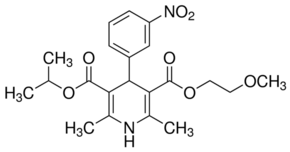 NO₂
CH₃ O O
H₃C O O OCH₃
H₃C N CH₃
H